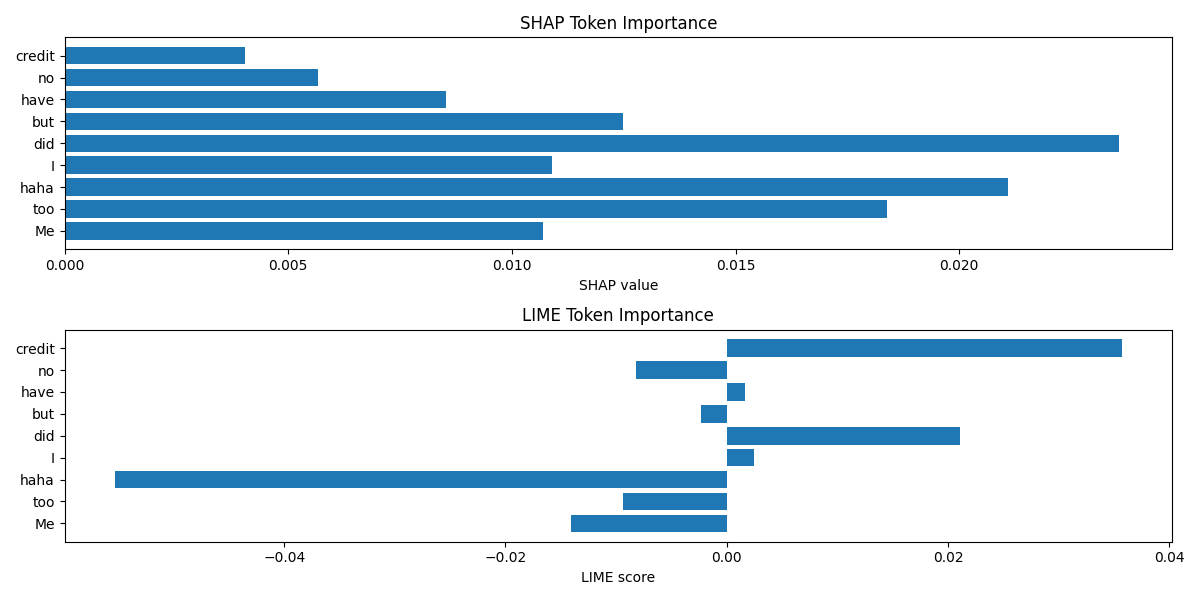 SHAP Token Importance
credit
no
have
but
did
I
haha
too
Me
0.000 0.005 0.010 0.015 0.020
SHAP value
LIME Token Importance
credit
no
have
but
did
I
haha
too
Me
−0.04 −0.02 0.00 0.02 0.04
LIME score